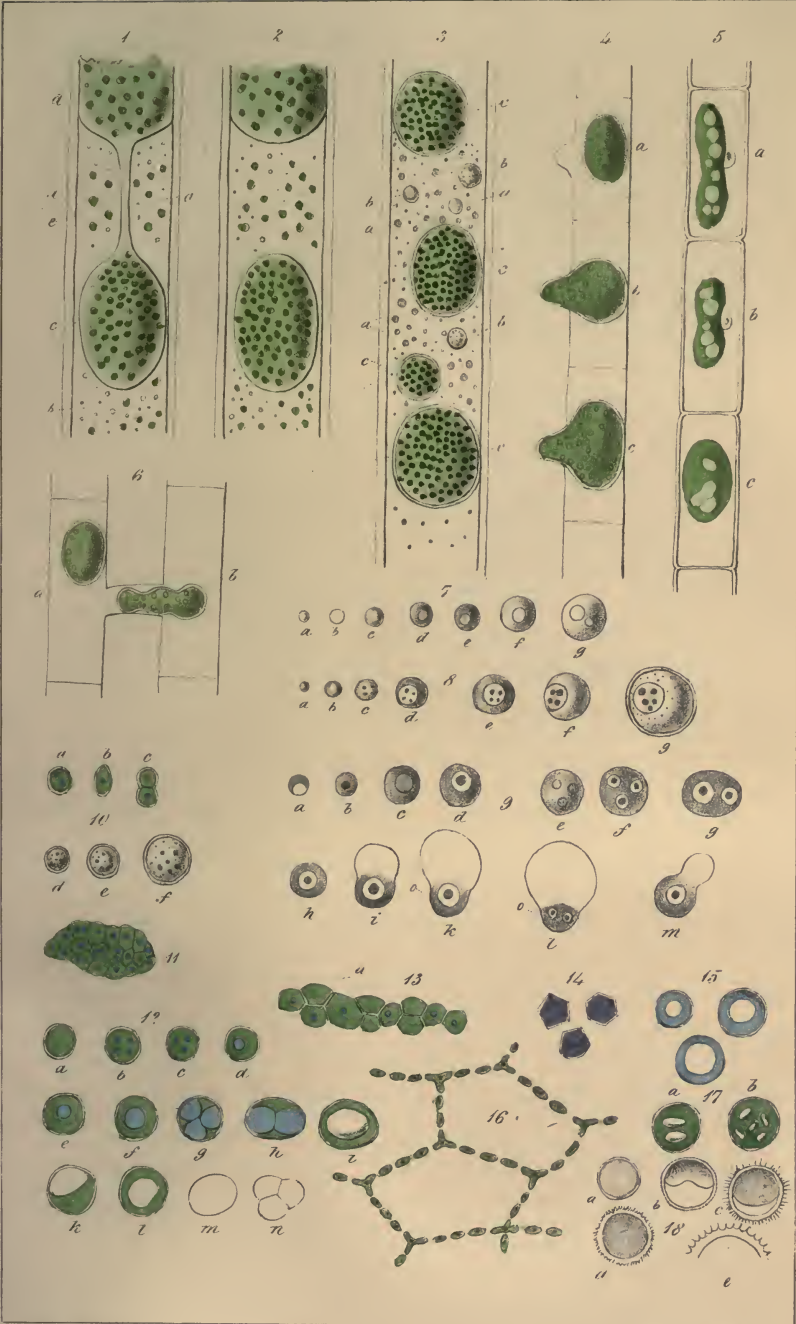 1 2 3 4 5
d c a
a b
e a b a
b a
c b b
a b
c c
b c c c
6
a b
7
a b c d e f g
8
a b c d. e f g
a b c
10
a b c d 9 e f g
d e f
h i k l m
o o
11
a 13 14 15
12
a b c d.
16 a 17 b
e f g h i
a b c
k l m n
d 18 e